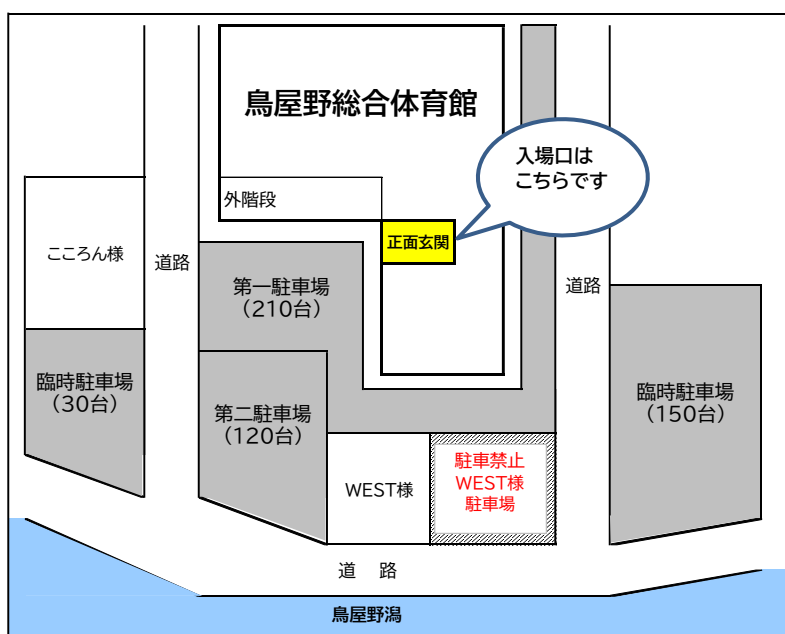 鳥屋野総合体育館
入場口は
こちらです
外階段
正面玄関
こころん様
道路
道路
第一駐車場
（210台）
臨時駐車場
（30台）
第二駐車場
（120台）
臨時駐車場
（150台）
WEST様
駐車禁止
WEST様
駐車場
道　路
鳥屋野潟